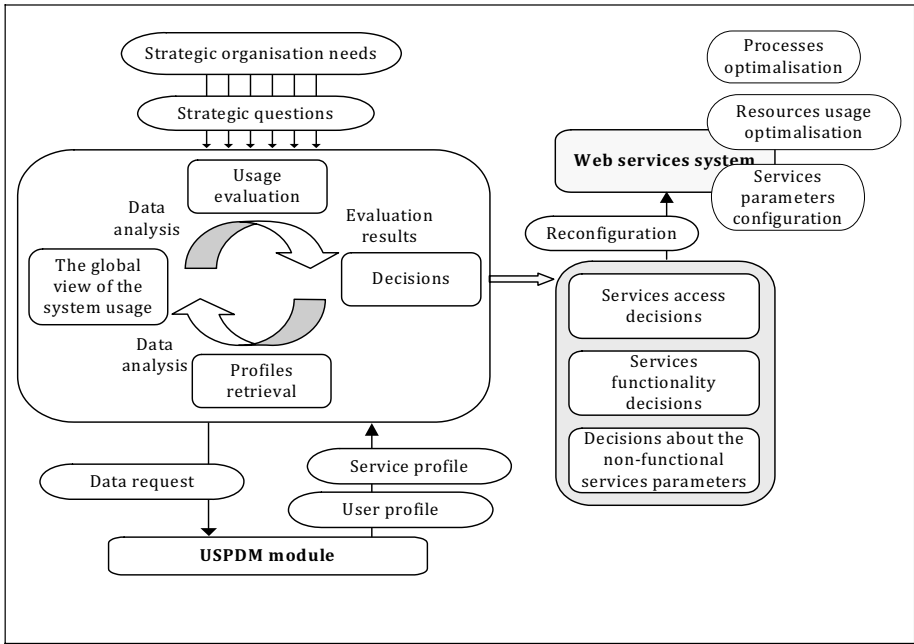 Strategic organisation needs
Strategic questions
Usage
evaluation
Data
analysis
Evaluation
results
The global
view of the
system usage
Decisions
Data
analysis
Profiles
retrieval
Data request
Service profile
User profile
USPDM module
Processes
optimalisation
Resources usage
optimalisation
Web services system
Services
parameters
configuration
Reconfiguration
Services access
decisions
Services
functionality
decisions
Decisions about the
non-functional
services parameters